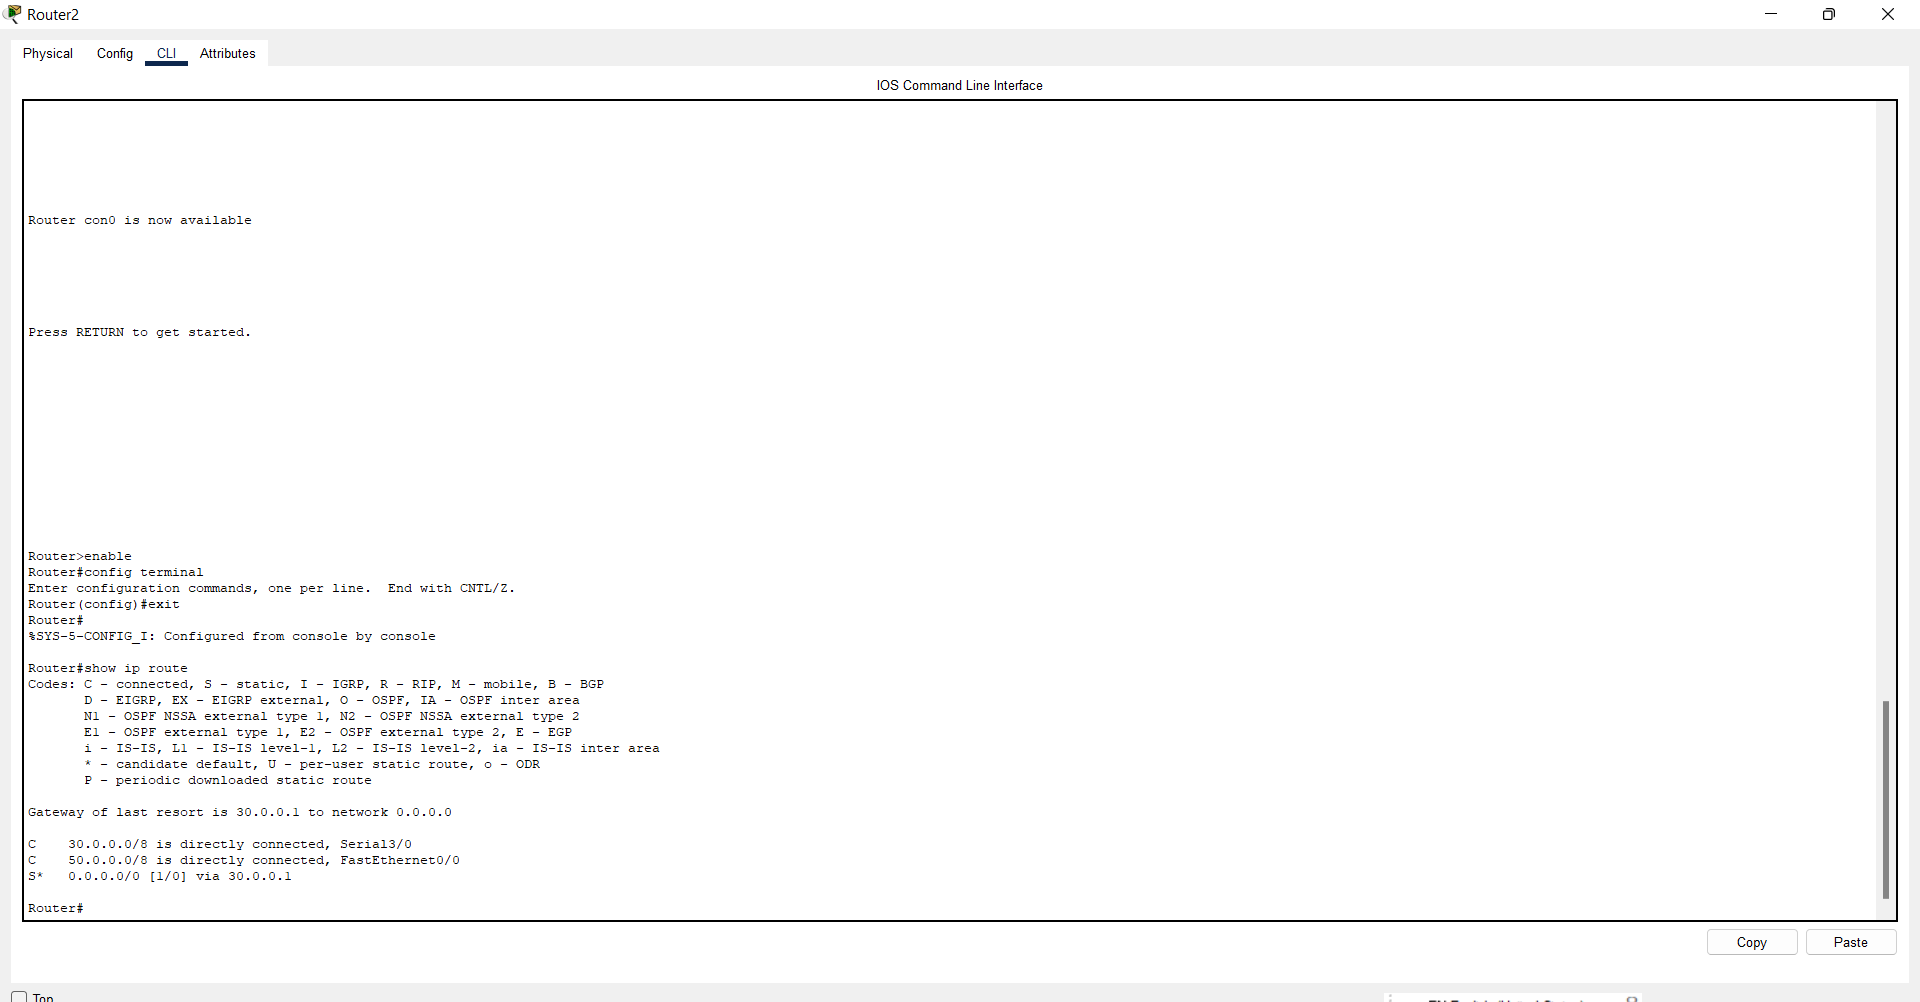 Router2
Physical Config CLI Attributes
IOS Command Line Interface
Router con0 is now available
Press RETURN to get started.
Router>enable
Router#config terminal
Enter configuration commands, one per line.  End with CNTL/Z.
Router(config)#exit
Router#
%SYS-5-CONFIG_I: Configured from console by console
Router#show ip route
Codes: C - connected, S - static, I - IGRP, R - RIP, M - mobile, B - BGP
D - EIGRP, EX - EIGRP external, O - OSPF, IA - OSPF inter area
N1 - OSPF NSSA external type 1, N2 - OSPF NSSA external type 2
E1 - OSPF external type 1, E2 - OSPF external type 2, E - EGP
i - IS-IS, L1 - IS-IS level-1, L2 - IS-IS level-2, ia - IS-IS inter area
* - candidate default, U - per-user static route, o - ODR
P - periodic downloaded static route
Gateway of last resort is 30.0.0.1 to network 0.0.0.0
C    30.0.0.0/8 is directly connected, Serial3/0
C    50.0.0.0/8 is directly connected, FastEthernet0/0
S*   0.0.0.0/0 [1/0] via 30.0.0.1
Router#
Copy Paste
Top